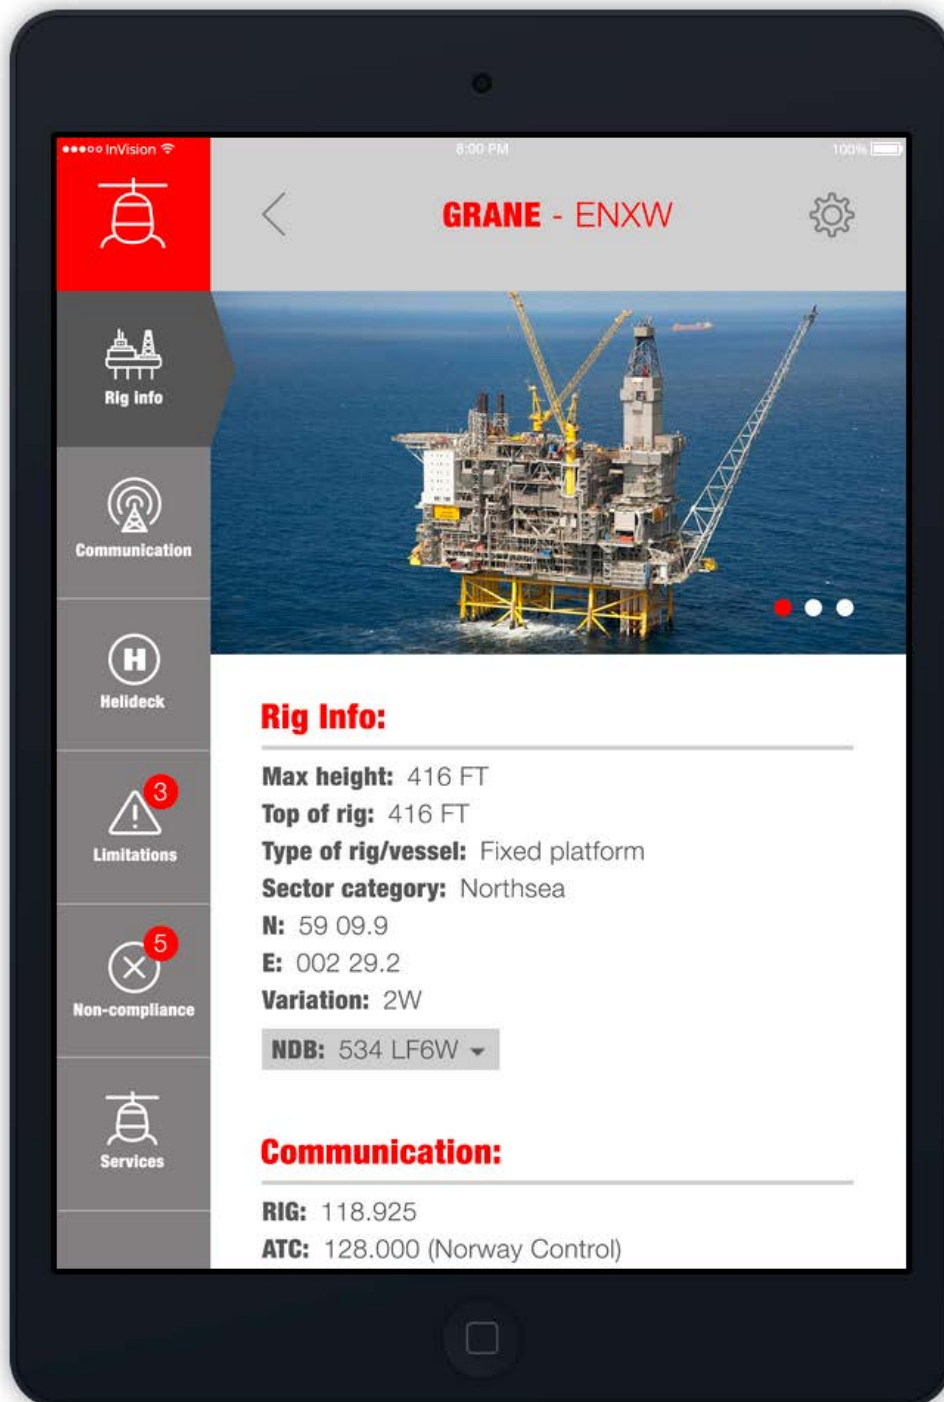 InVision
8:00 PM
100%
GRANE - ENXW
Rig info
Communication
H
Helideck
3
Limitations
5
Non-compliance
Services
Rig Info:
Max height: 416 FT
Top of rig: 416 FT
Type of rig/vessel: Fixed platform
Sector category: Northsea
N: 59 09.9
E: 002 29.2
Variation: 2W
NDB: 534 LF6W
Communication:
RIG: 118.925
ATC: 128.000 (Norway Control)